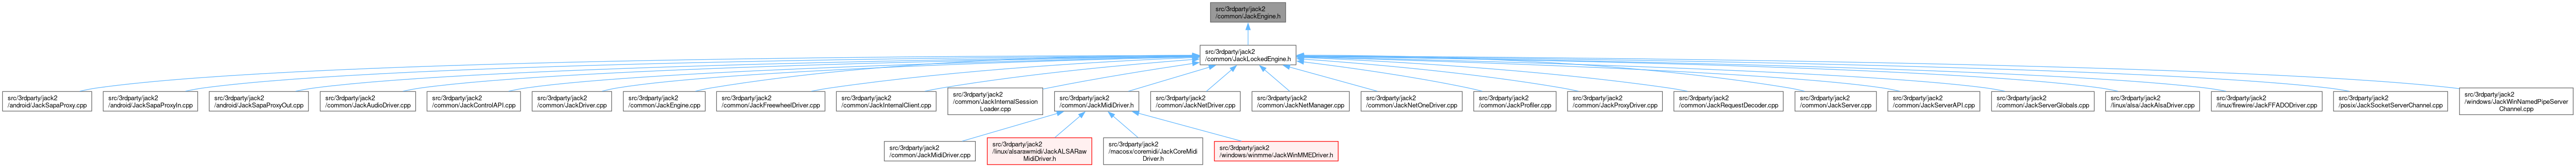 src/3rdparty/jack2
/common/JackEngine.h
src/3rdparty/jack2
/common/JackLockedEngine.h
src/3rdparty/jack2
/android/JackSapaProxy.cpp
src/3rdparty/jack2
/android/JackSapaProxyIn.cpp
src/3rdparty/jack2
/android/JackSapaProxyOut.cpp
src/3rdparty/jack2
/common/JackAudioDriver.cpp
src/3rdparty/jack2
/common/JackControlAPI.cpp
src/3rdparty/jack2
/common/JackDriver.cpp
src/3rdparty/jack2
/common/JackEngine.cpp
src/3rdparty/jack2
/common/JackFreewheelDriver.cpp
src/3rdparty/jack2
/common/JackInternalClient.cpp
src/3rdparty/jack2
/common/JackInternalSession
Loader.cpp
src/3rdparty/jack2
/common/JackMidiDriver.h
src/3rdparty/jack2
/common/JackNetDriver.cpp
src/3rdparty/jack2
/common/JackNetManager.cpp
src/3rdparty/jack2
/common/JackNetOneDriver.cpp
src/3rdparty/jack2
/common/JackProfiler.cpp
src/3rdparty/jack2
/common/JackProxyDriver.cpp
src/3rdparty/jack2
/common/JackRequestDecoder.cpp
src/3rdparty/jack2
/common/JackServer.cpp
src/3rdparty/jack2
/common/JackServerAPI.cpp
src/3rdparty/jack2
/common/JackServerGlobals.cpp
src/3rdparty/jack2
/linux/alsa/JackAlsaDriver.cpp
src/3rdparty/jack2
/linux/firewire/JackFFADODriver.cpp
src/3rdparty/jack2
/posix/JackSocketServerChannel.cpp
src/3rdparty/jack2
/windows/JackWinNamedPipeServer
Channel.cpp
src/3rdparty/jack2
/common/JackMidiDriver.cpp
src/3rdparty/jack2
/linux/alsarawmidi/JackALSARaw
MidiDriver.h
src/3rdparty/jack2
/macosx/coremidi/JackCoreMidi
Driver.h
src/3rdparty/jack2
/windows/winmme/JackWinMMEDriver.h